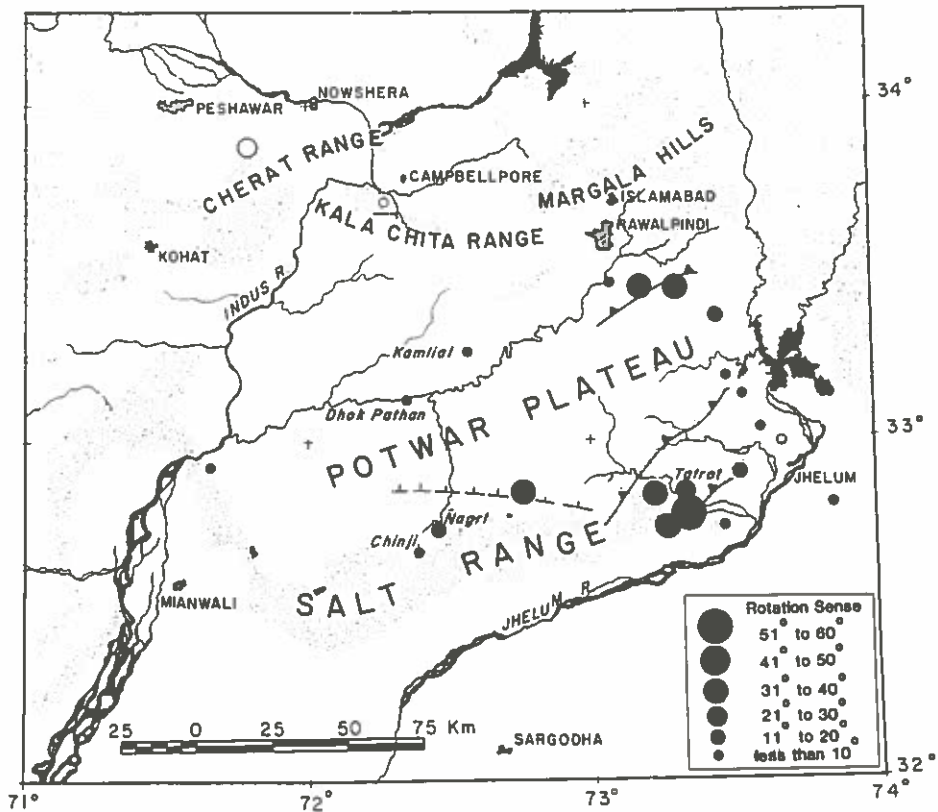 34°
NOWSHERA
PESHAWAR
CHERAT RANGE
CAMPBELLPORE
MARGALA HILLS
ISLAMABAD
KALA CHITA RANGE
RAWALPINDI
KOHAT
INDUS R
Kamlial
POTWAR PLATEAU
Dhok Pathan
33°
Tatrot
JHELUM
Nagri
Chinji
SALT RANGE
MIANWALI
JHELUM R
Rotation Sense
51° to 60°
41° to 50°
31° to 40°
21° to 30°
11° to 20°
less than 10°
25 0 25 50 75 Km
SARGODHA
32°
71° 72° 73° 74°